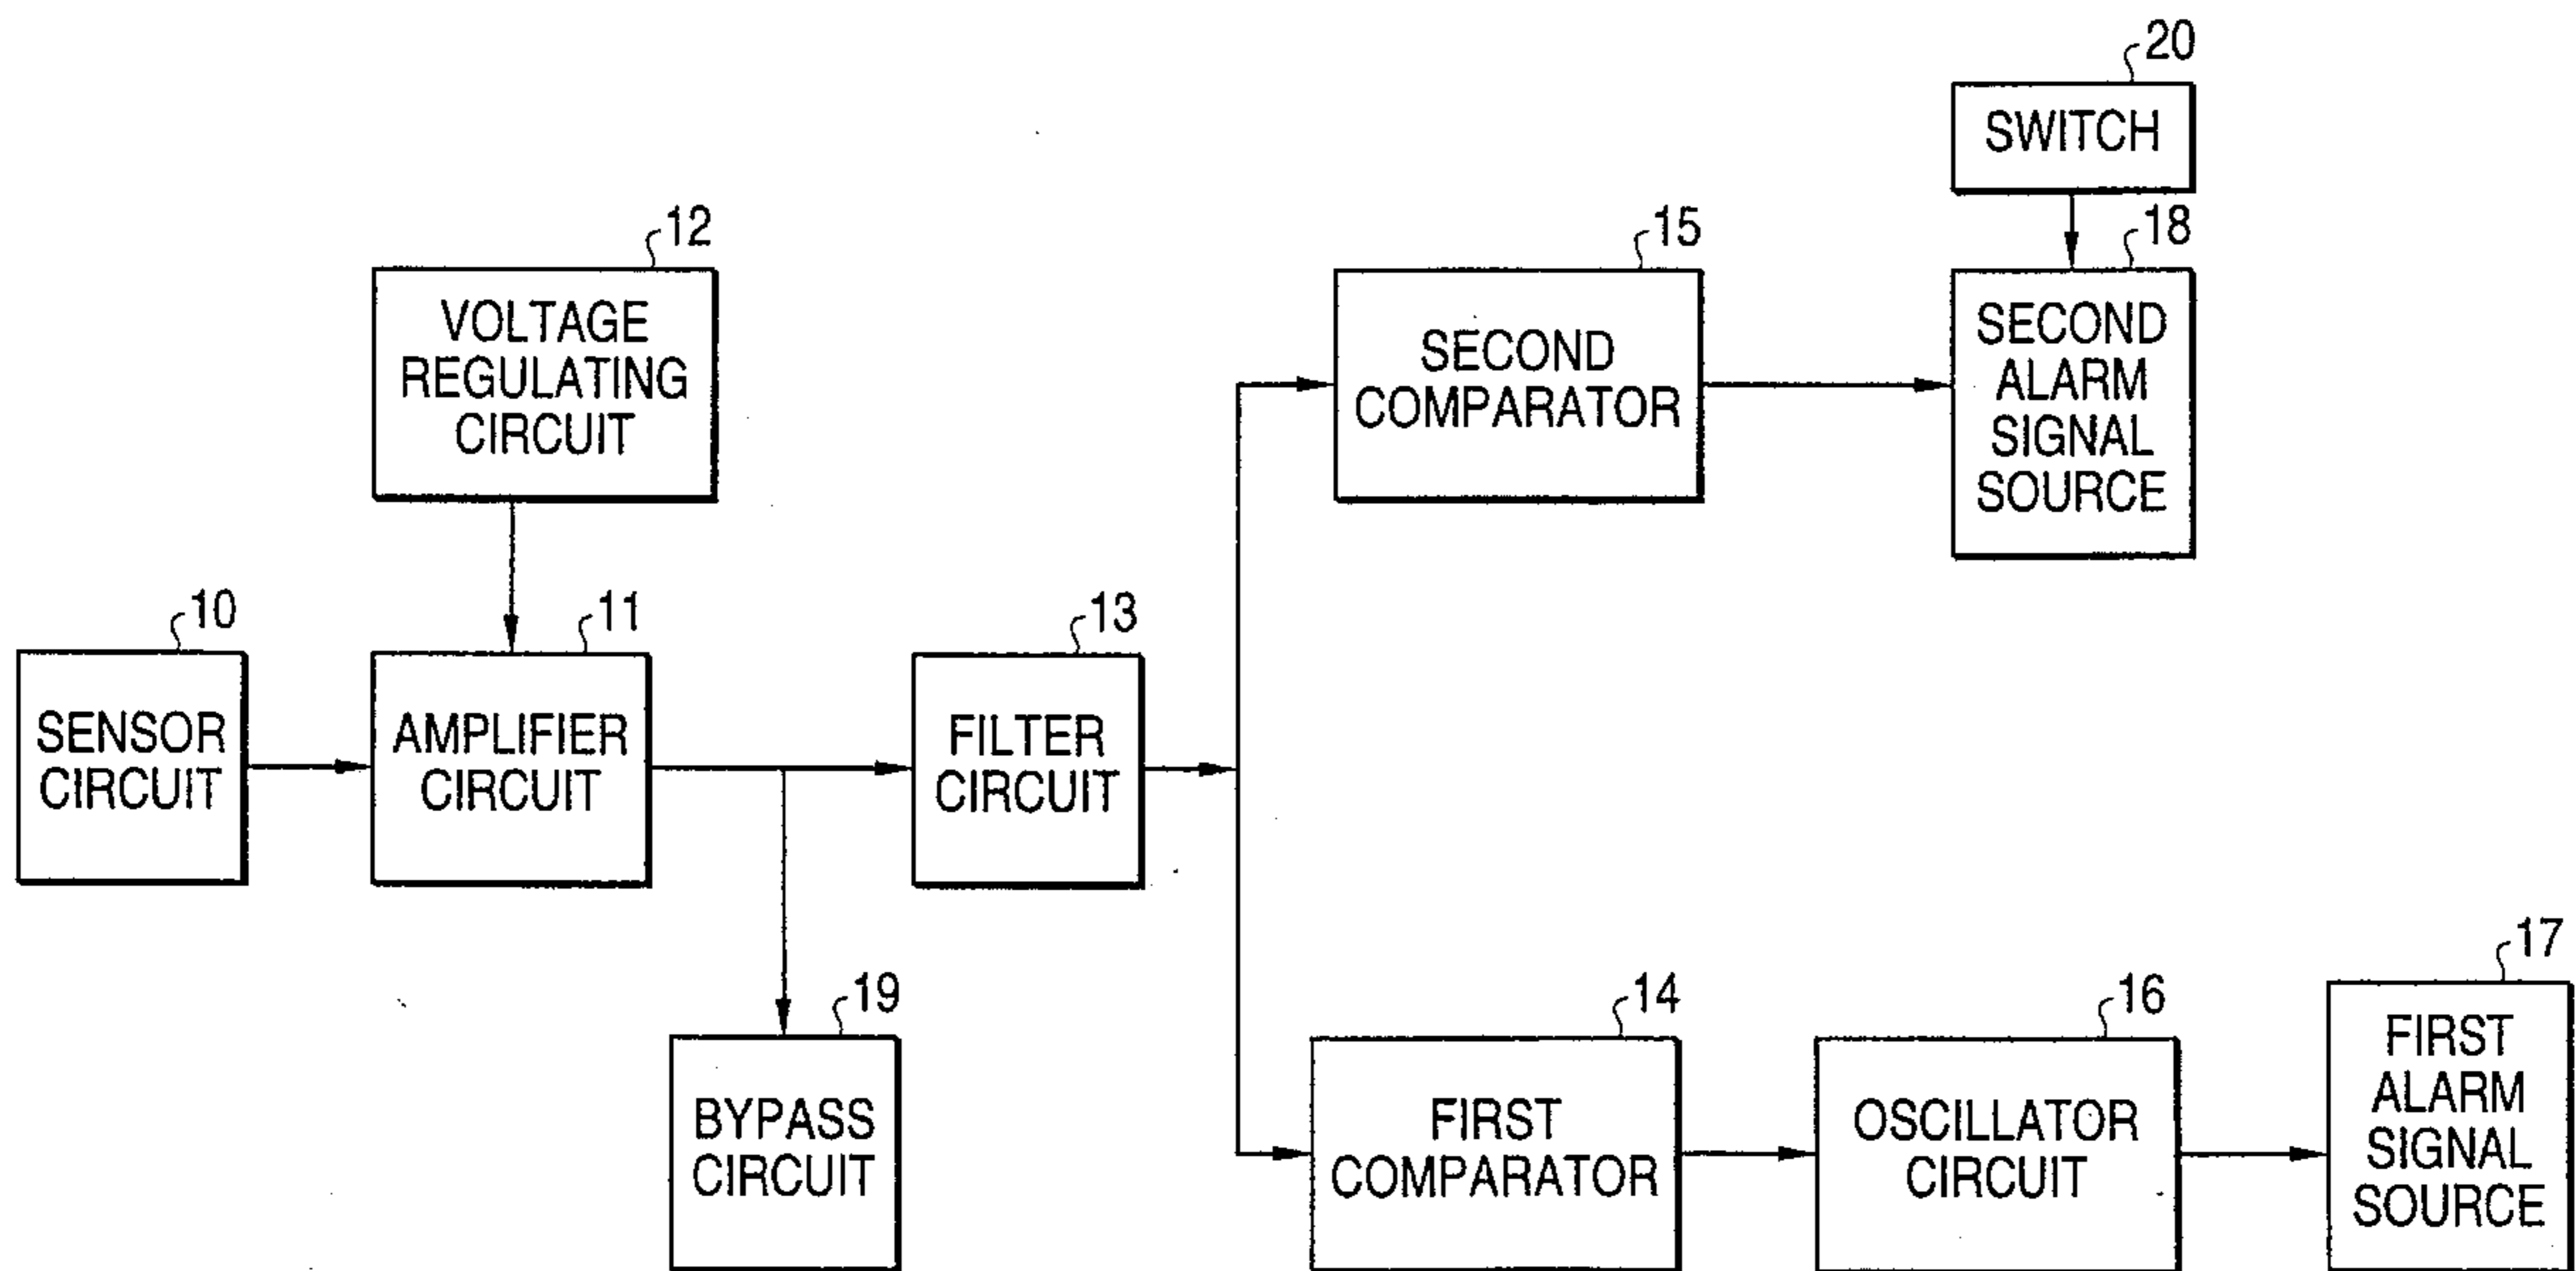 20
SWITCH
12
VOLTAGE
REGULATING
CIRCUIT
15
SECOND
COMPARATOR
18
SECOND
ALARM
SIGNAL
SOURCE
10
SENSOR
CIRCUIT
11
AMPLIFIER
CIRCUIT
13
FILTER
CIRCUIT
19
BYPASS
CIRCUIT
14
FIRST
COMPARATOR
16
OSCILLATOR
CIRCUIT
17
FIRST
ALARM
SIGNAL
SOURCE